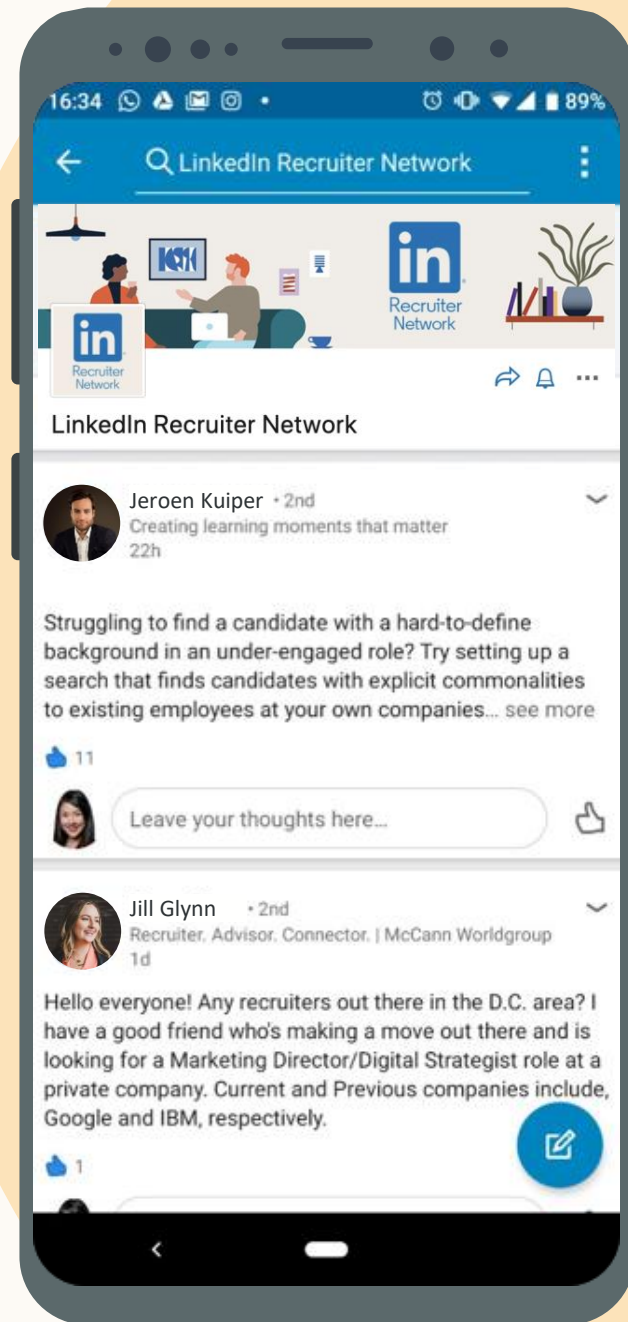 16:34
89%
LinkedIn Recruiter Network
in
Recruiter
Network
in
Recruiter
Network
LinkedIn Recruiter Network
Jeroen Kuiper • 2nd
Creating learning moments that matter
22h
Struggling to find a candidate with a hard-to-define
background in an under-engaged role? Try setting up a
search that finds candidates with explicit commonalities
to existing employees at your own companies... see more
11
Leave your thoughts here...
Jill Glynn • 2nd
Recruiter. Advisor. Connector. | McCann Worldgroup
1d
Hello everyone! Any recruiters out there in the D.C. area? I
have a good friend who's making a move out there and is
looking for a Marketing Director/Digital Strategist role at a
private company. Current and Previous companies include,
Google and IBM, respectively.
1